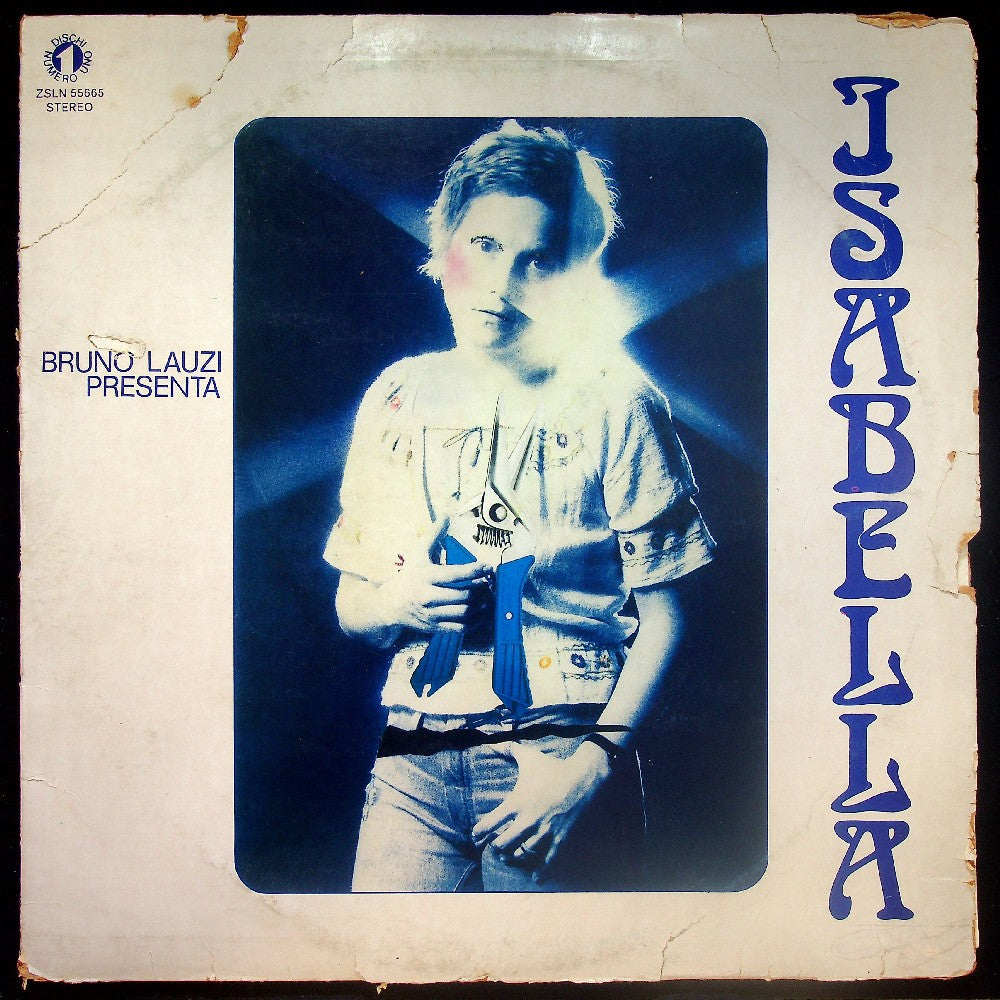 DISCHI
NUMERO UNO
1
ZSLN 55665
STEREO
BRUNO LAUZI
PRESENTA
ISABELLA